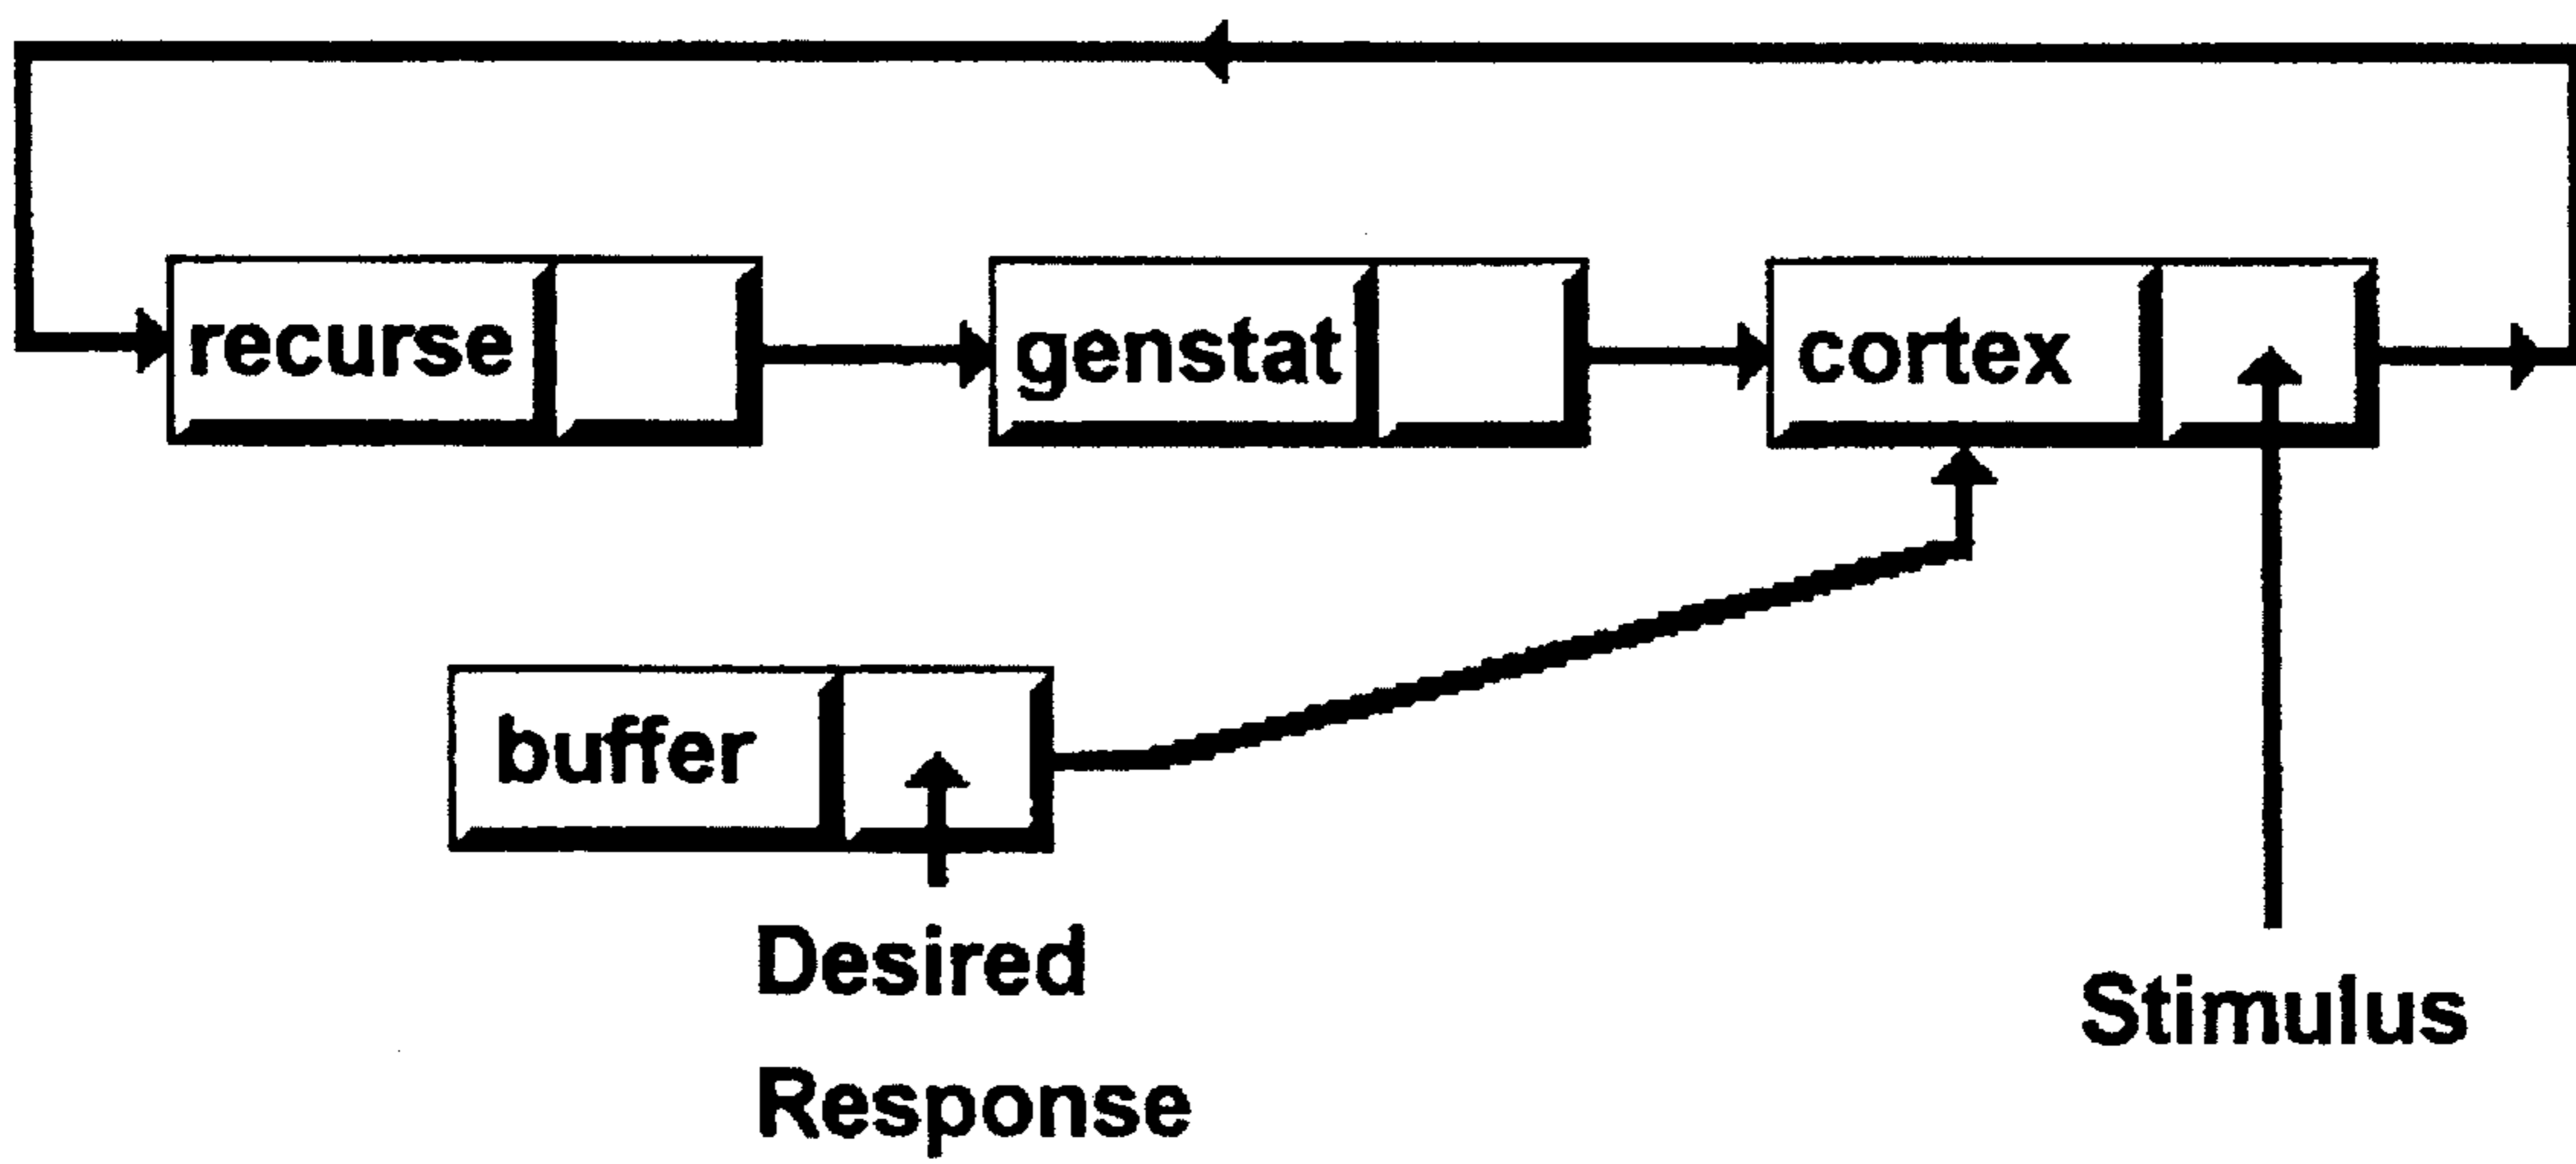 recurse
genstat
cortex
buffer
Desired
Response
Stimulus